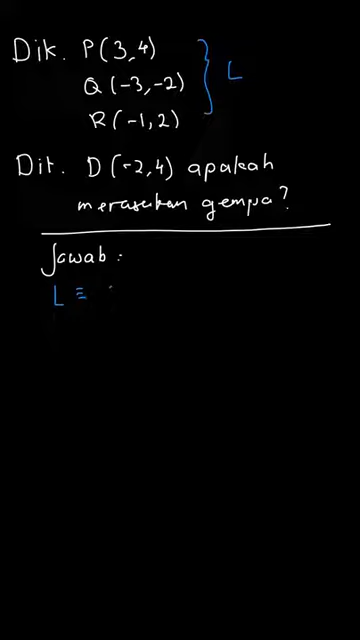 Dik. P(3,4)
Q(-3,-2)
R(-1,2)
L
Dit. D(-2,4) apakah
merasakan gempa?
Jawab :
L ≡